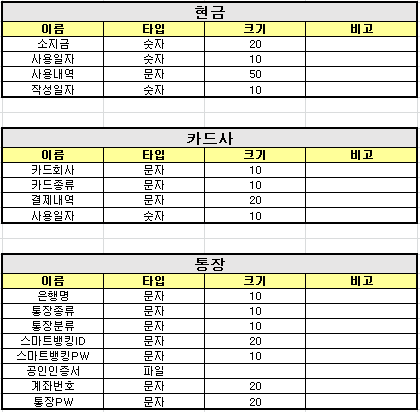 현금
이름 타입 크기 비고
소지금 숫자 20
사용일자 숫자 10
사용내역 문자 50
작성일자 숫자 10
카드사
이름 타입 크기 비고
카드회사 문자 10
카드종류 문자 10
결제내역 문자 20
사용일자 숫자 10
통장
이름 타입 크기 비고
은행명 문자 10
통장종류 문자 10
통장분류 문자 10
스마트뱅킹ID 문자 20
스마트뱅킹PW 문자 10
공인인증서 파일
계좌번호 문자 20
통장PW 문자 20